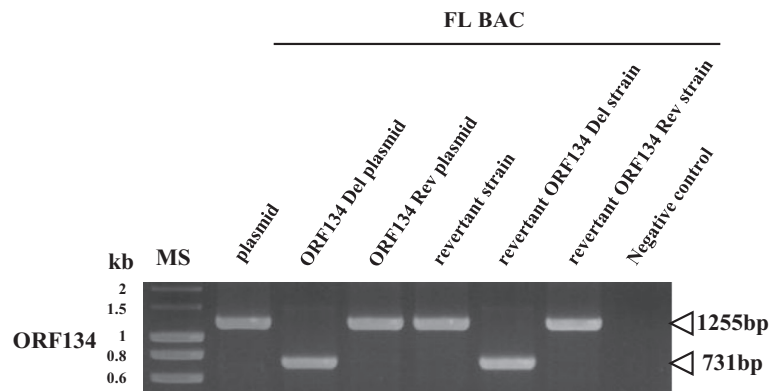 FL BAC
kb
MS
plasmid
ORF134 Del plasmid
ORF134 Rev plasmid
revertant strain
revertant ORF134 Del strain
revertant ORF134 Rev strain
Negative control
2
1.5
1
0.8
0.6
ORF134
1255bp
731bp